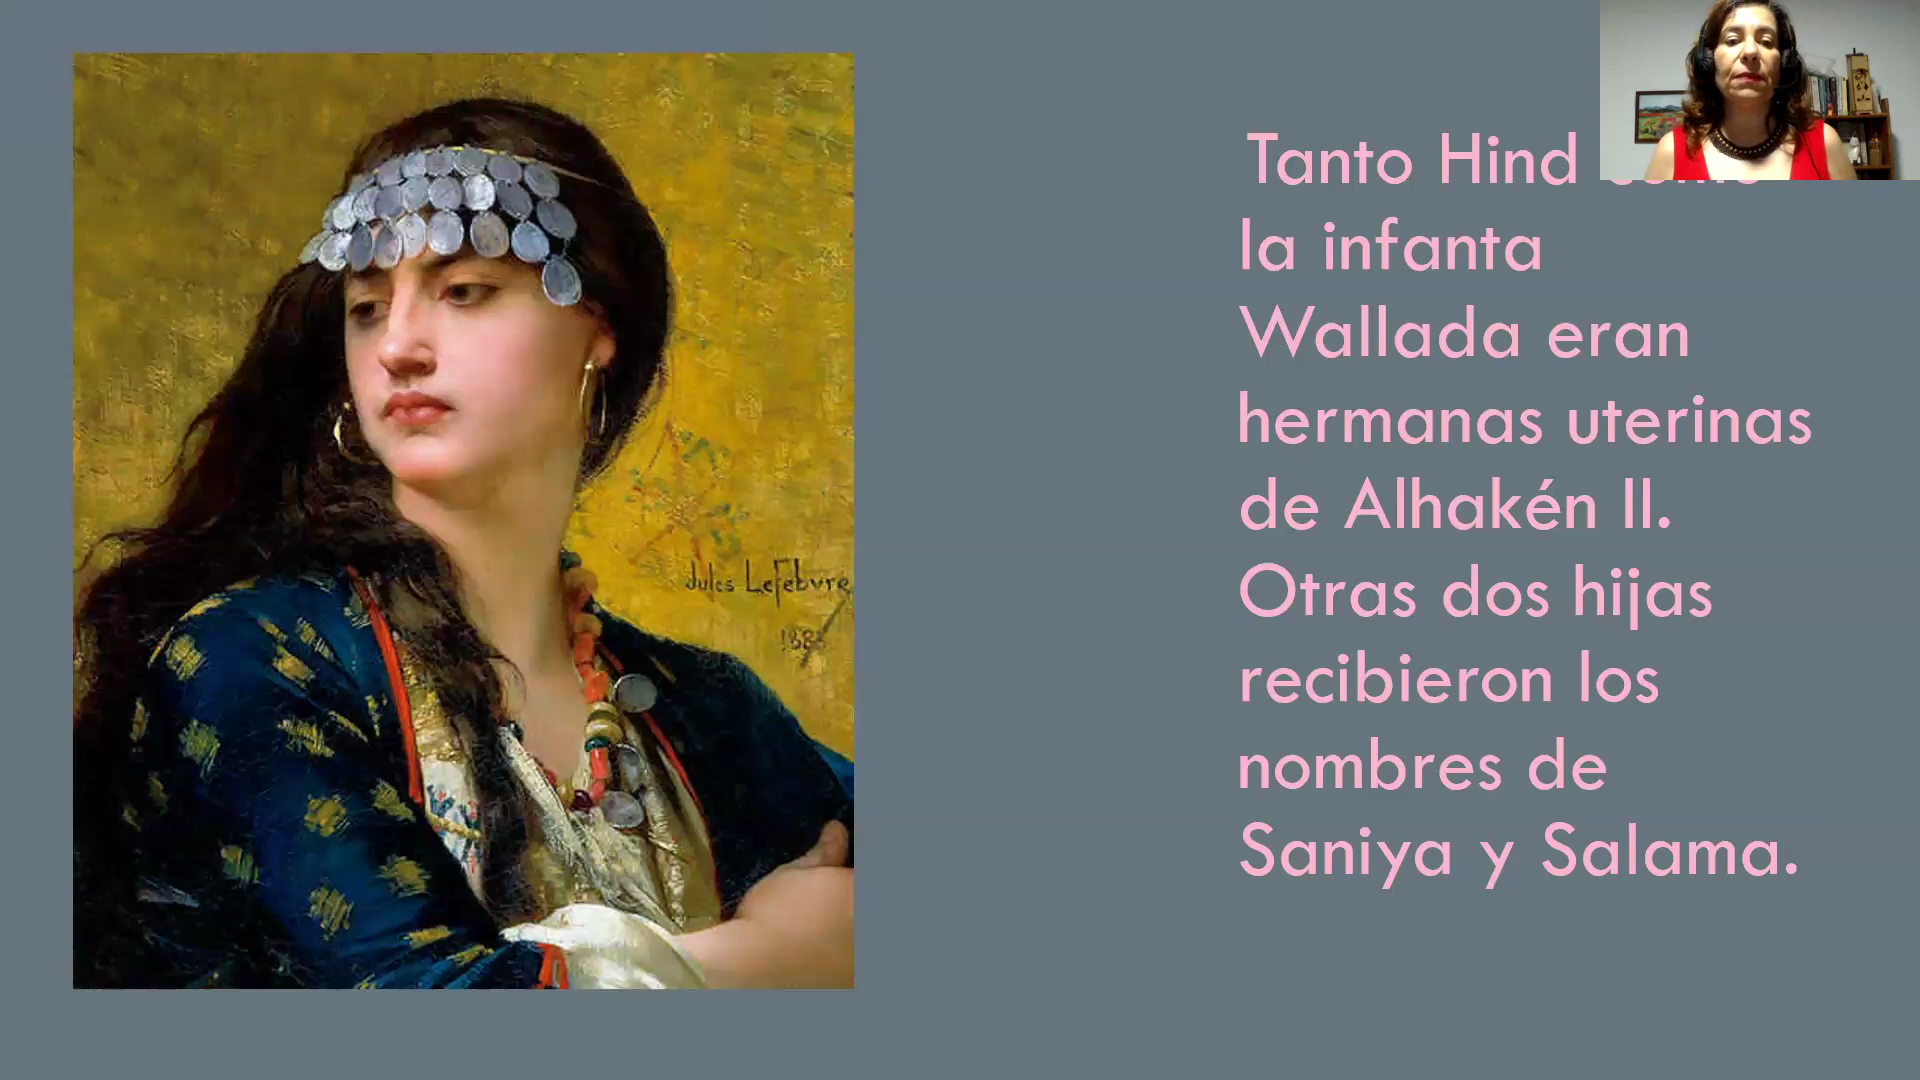 Tanto Hind como
la infanta
Wallada eran
hermanas uterinas
de Alhakén II.
Otras dos hijas
recibieron los
nombres de
Saniya y Salama.
Jules Lefebvre